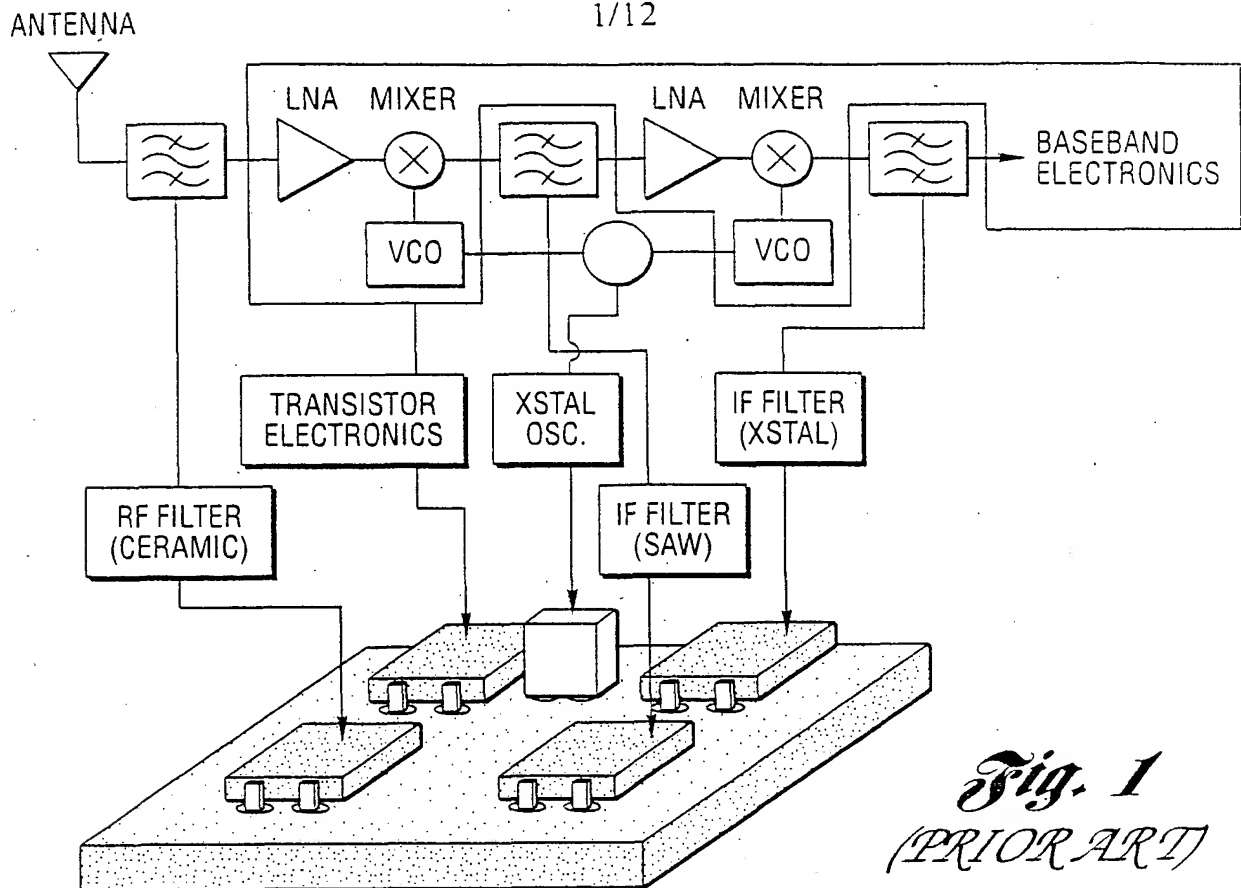 1/12
ANTENNA
LNA MIXER
LNA MIXER
BASEBAND
ELECTRONICS
VCO
VCO
TRANSISTOR
ELECTRONICS
XSTAL
OSC.
IF FILTER
(XSTAL)
RF FILTER
(CERAMIC)
IF FILTER
(SAW)
Fig. 1
(PRIOR ART)